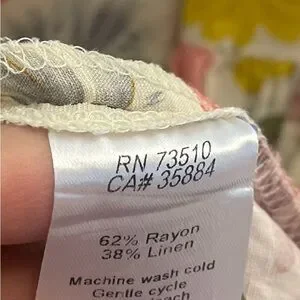 RN 73510
CA# 35884
62% Rayon
38% Linen
Machine wash cold
Gentle cycle